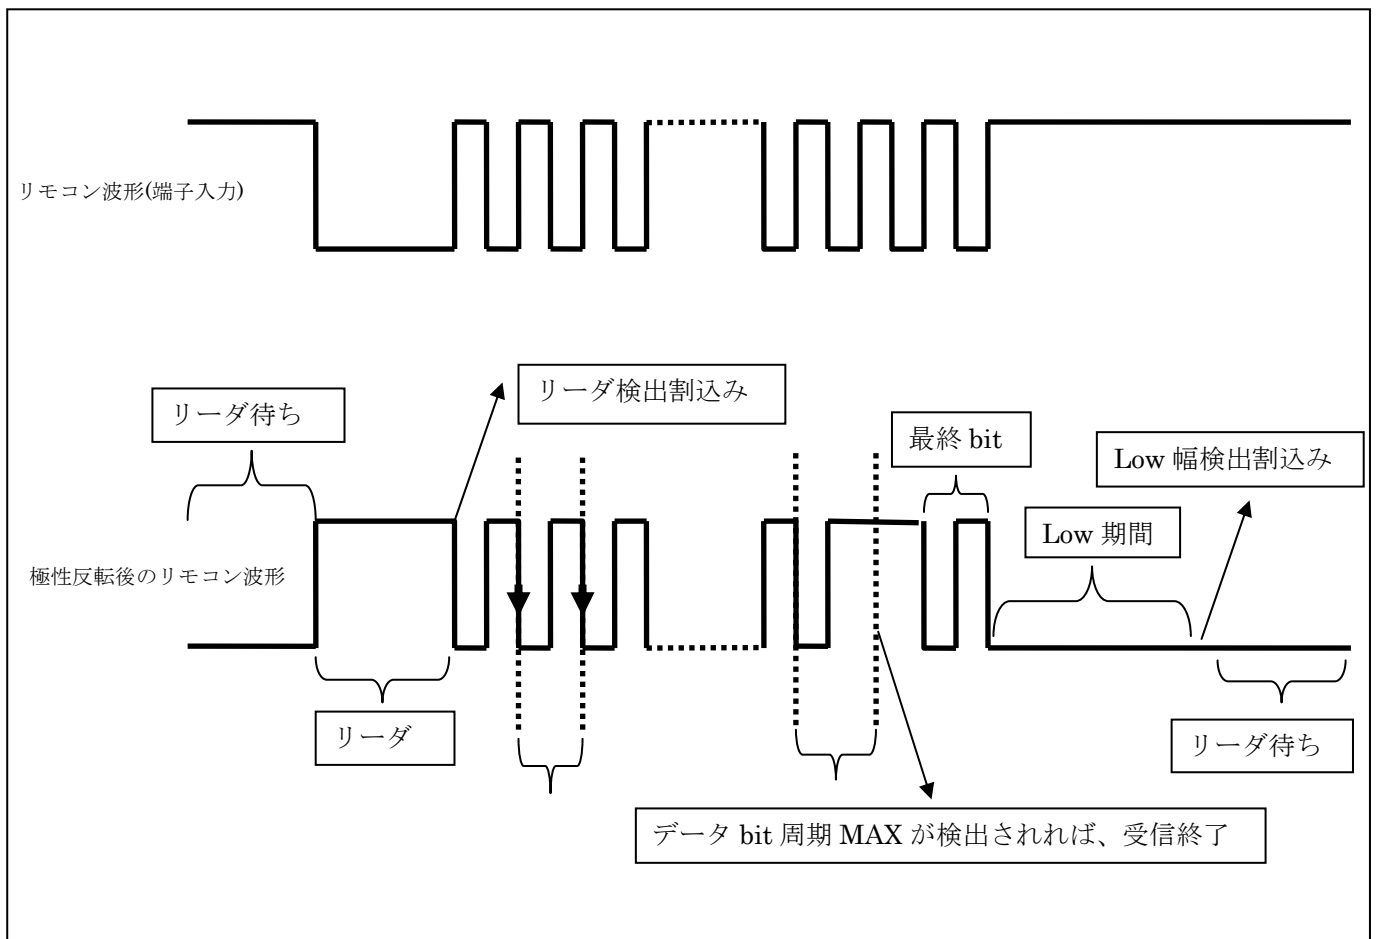 リモコン波形(端子入力)
リーダ検出割込み
リーダ待ち
最終 bit
Low 幅検出割込み
Low 期間
極性反転後のリモコン波形
リーダ
リーダ待ち
データ bit 周期 MAX が検出されれば、受信終了